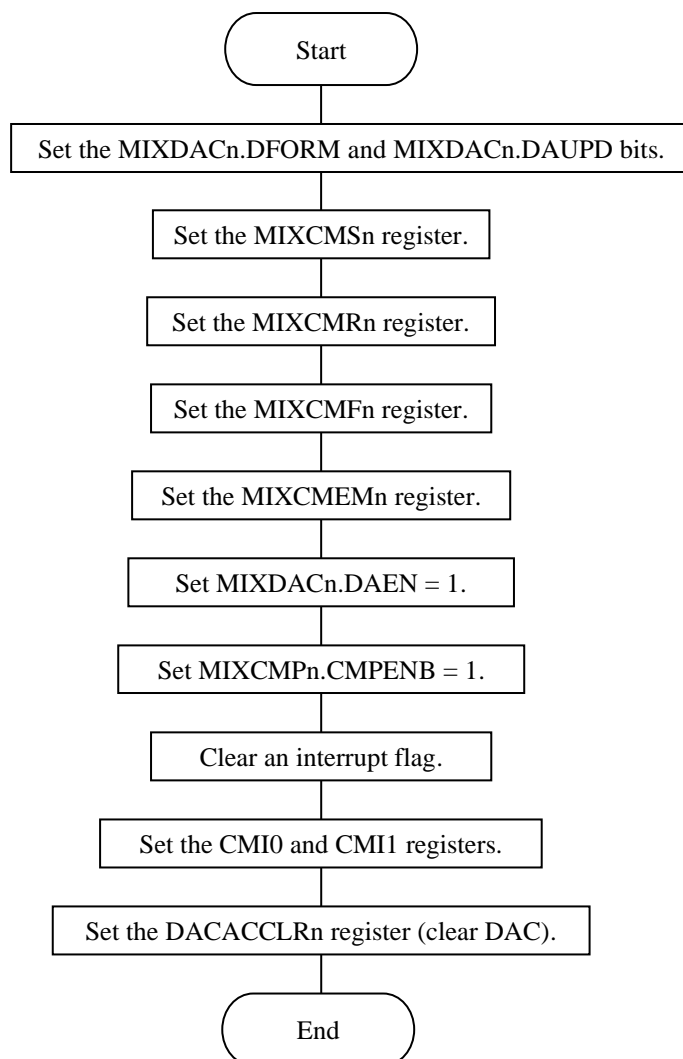 Start
Set the MIXDACn.DFORM and MIXDACn.DAUPD bits.
Set the MIXCMSn register.
Set the MIXCMRn register.
Set the MIXCMFn register.
Set the MIXCMEMn register.
Set MIXDACn.DAEN = 1.
Set MIXCMPn.CMPENB = 1.
Clear an interrupt flag.
Set the CMI0 and CMI1 registers.
Set the DACACCLRn register (clear DAC).
End